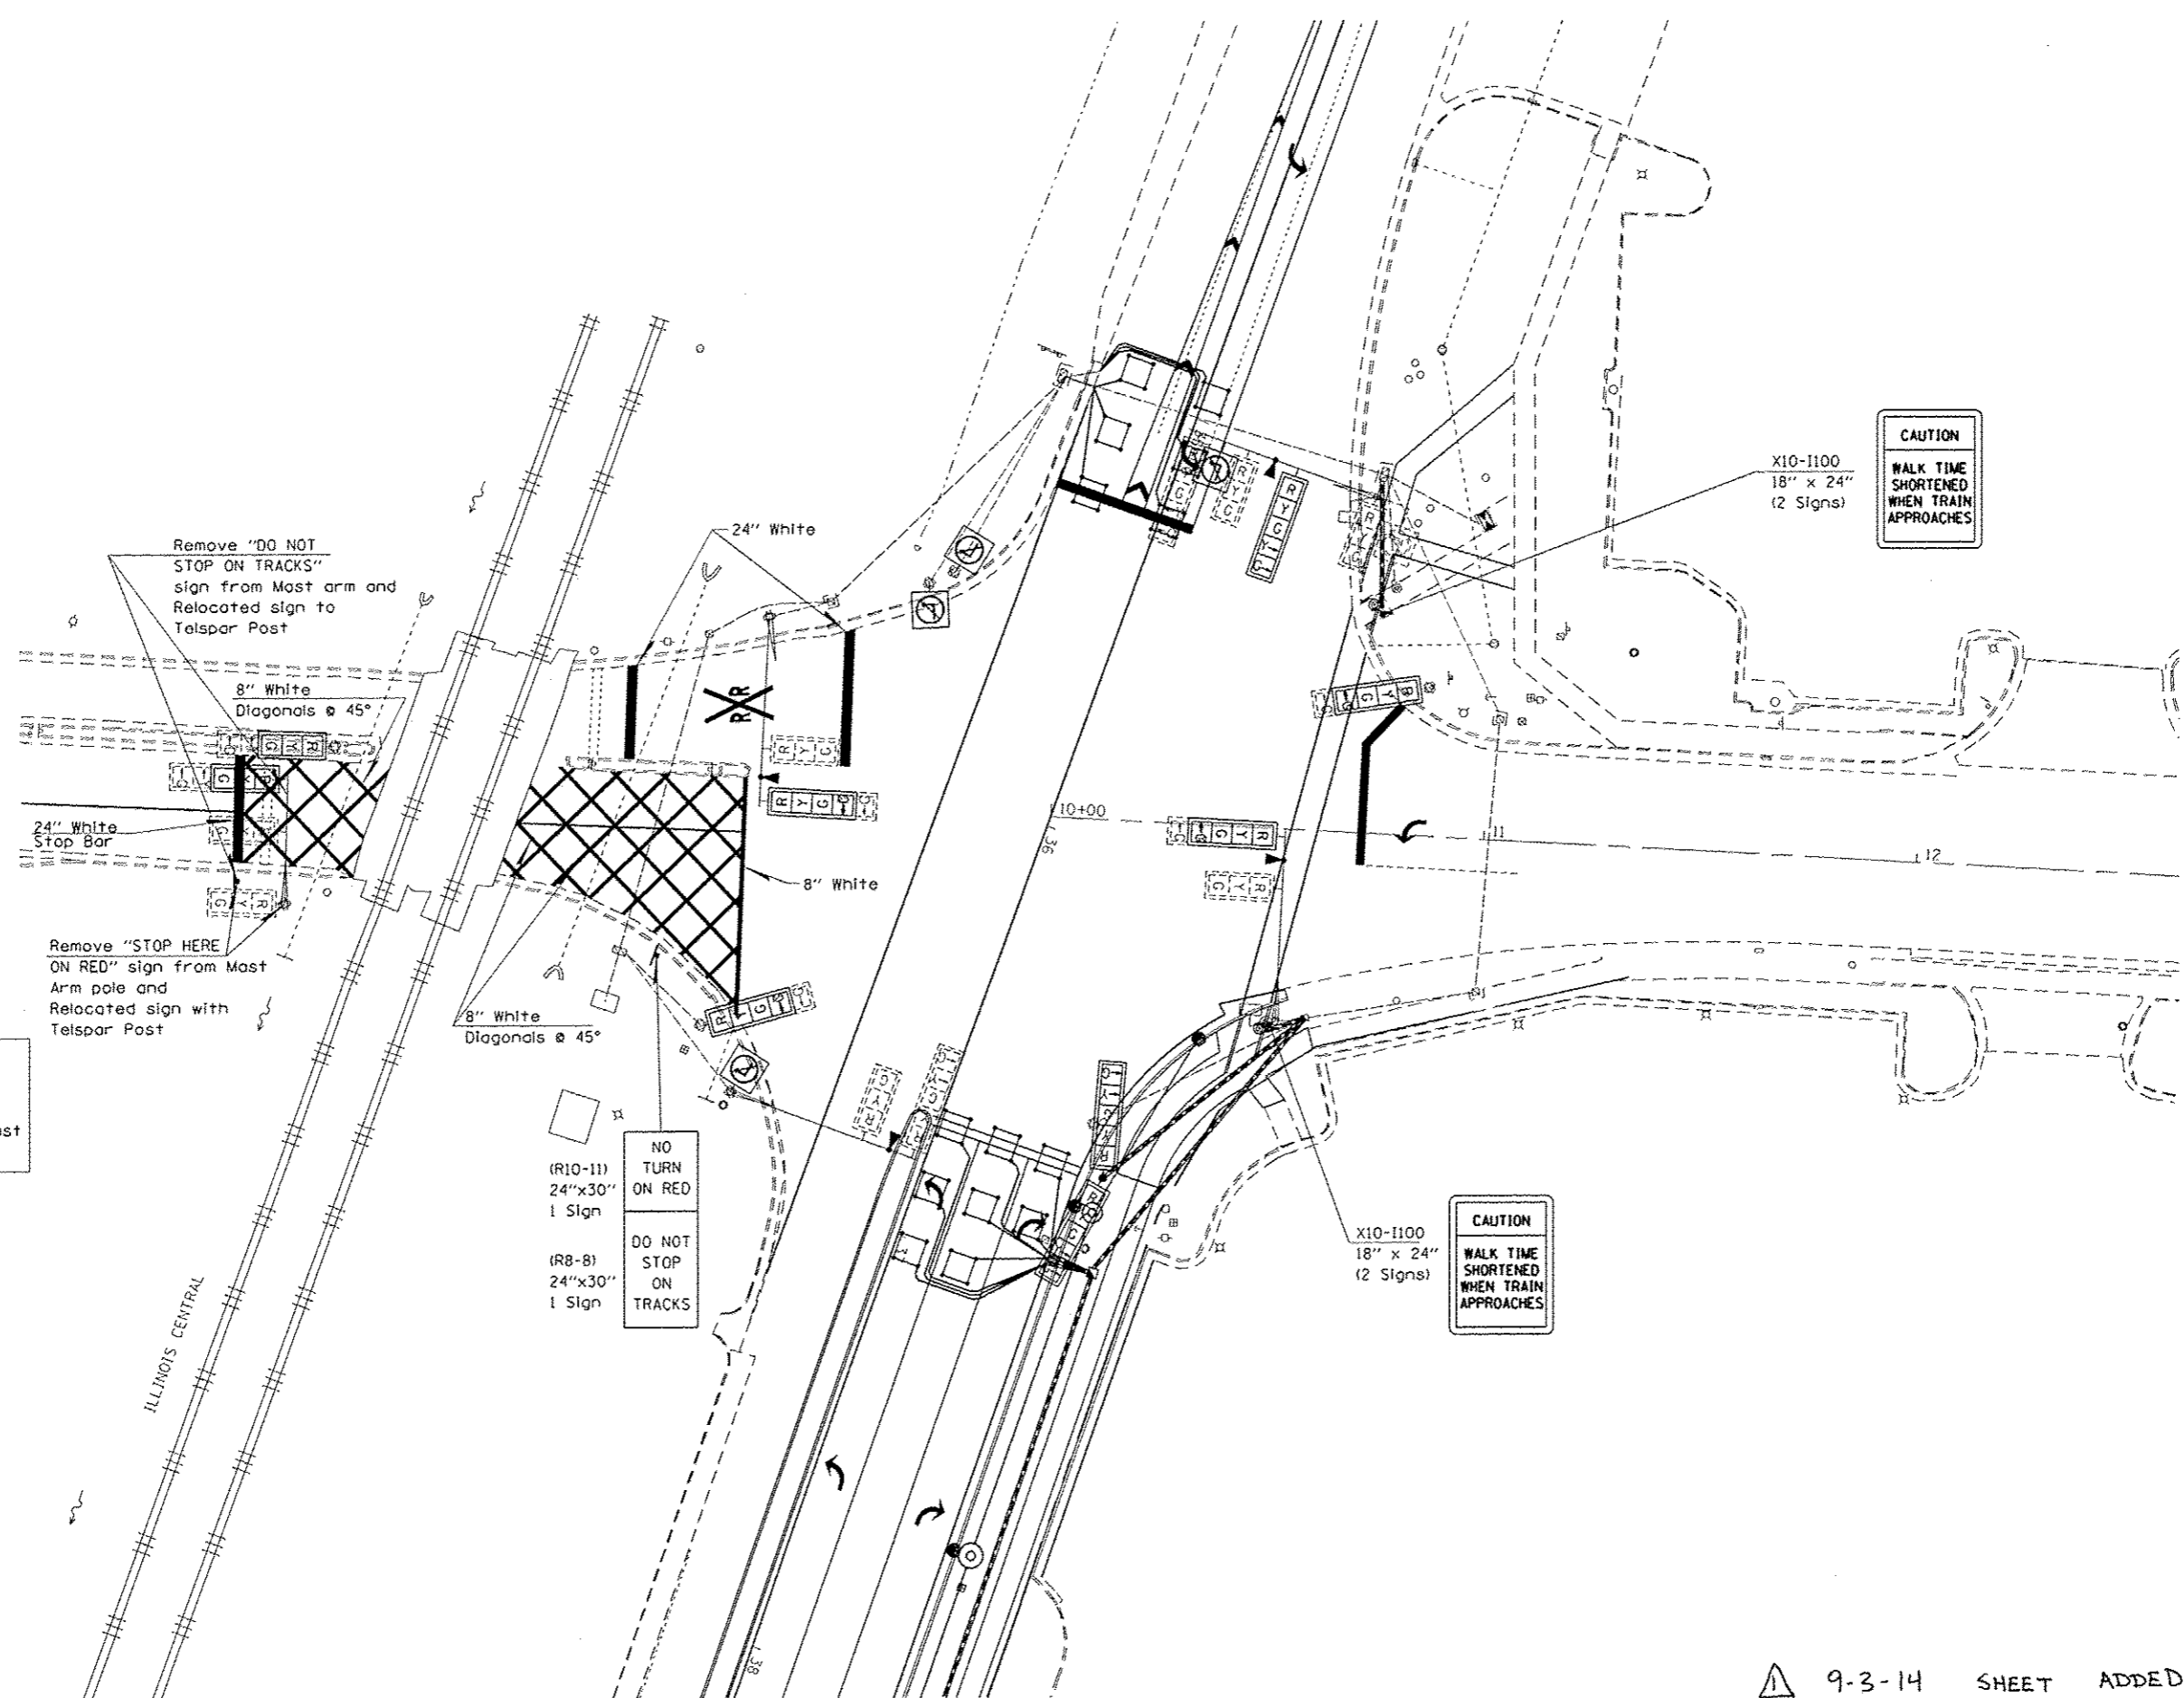 X10-I100
18" x 24"
(2 Signs)
CAUTION
WALK TIME
SHORTENED
WHEN TRAIN
APPROACHES
24" White
Remove "DO NOT
STOP ON TRACKS"
sign from Mast arm and
Relocated sign to
Telspar Post
8" White
Diagonals @ 45°
R R
R Y G
R Y G
R Y G
R Y G
10+00
36
11
12
24" White
Stop Bar
8" White
Remove "STOP HERE
ON RED" sign from Mast
Arm pole and
Relocated sign with
Telspar Post
8" White
Diagonals @ 45°
(R10-11)
24"x30"
1 Sign
NO
TURN
ON RED
(R8-8)
24"x30"
1 Sign
DO NOT
STOP
ON
TRACKS
X10-I100
18" x 24"
(2 Signs)
CAUTION
WALK TIME
SHORTENED
WHEN TRAIN
APPROACHES
ILLINOIS CENTRAL
38
1 9-3-14 SHEET ADDED